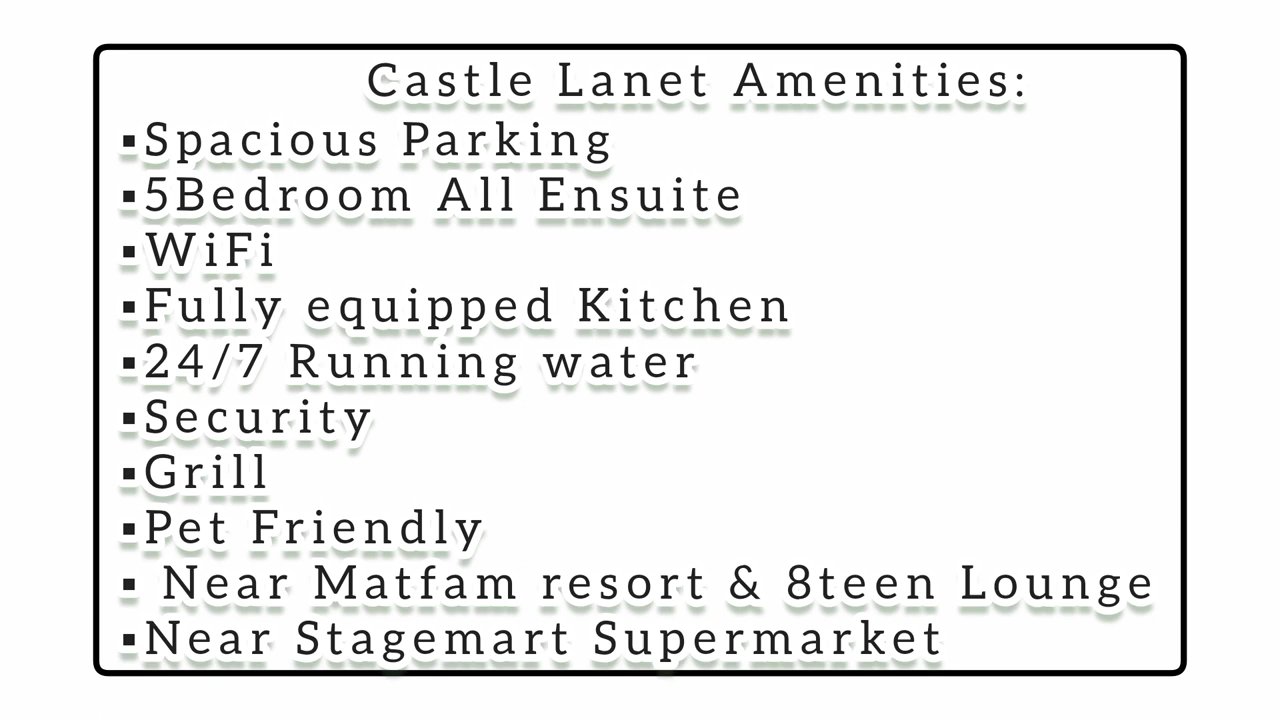 Castle Lanet Amenities:
▪Spacious Parking
▪5Bedroom All Ensuite
▪WiFi
▪Fully equipped Kitchen
▪24/7 Running water
▪Security
▪Grill
▪Pet Friendly
▪ Near Matfam resort & 8teen Lounge
▪Near Stagemart Supermarket